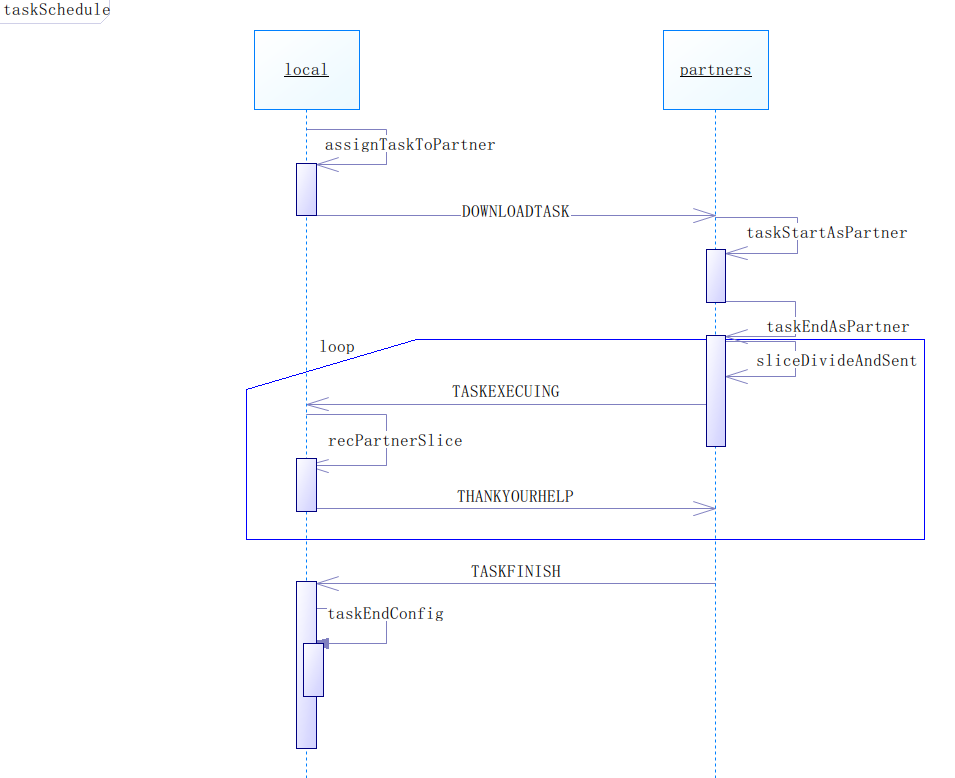 taskSchedule
local
partners
assignTaskToPartner
DOWNLOADTASK
taskStartAsPartner
taskEndAsPartner
loop
sliceDivideAndSent
TASKEXECUING
recPartnerSlice
THANKYOURHELP
TASKFINISH
taskEndConfig